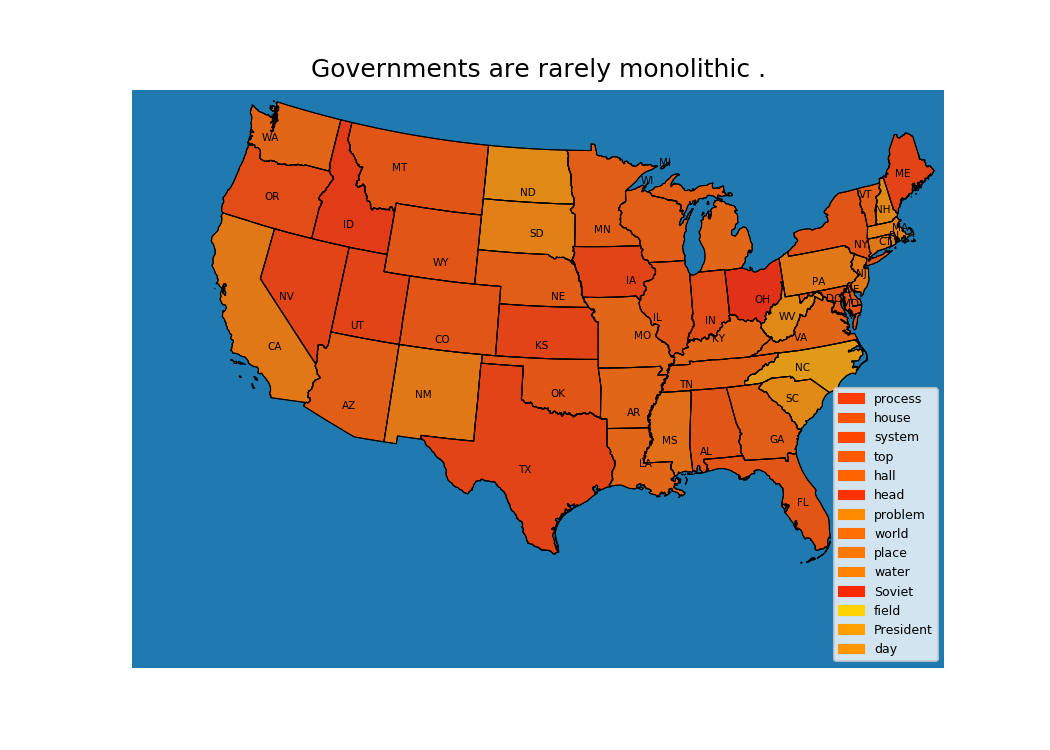 Governments are rarely monolithic .
WA
MT
ND
MI
WI
ME
VT
NH
OR
ID
SD
MN
MA
RI
CT
NY
WY
NJ
NV
NE
IA
PA
DE
DC
MD
OH
UT
CA
CO
KS
MO
IL
IN
KY
WV
VA
NC
AZ
NM
OK
AR
TN
SC
MS
AL
GA
LA
TX
FL
process
house
system
top
hall
head
problem
world
place
water
Soviet
field
President
day